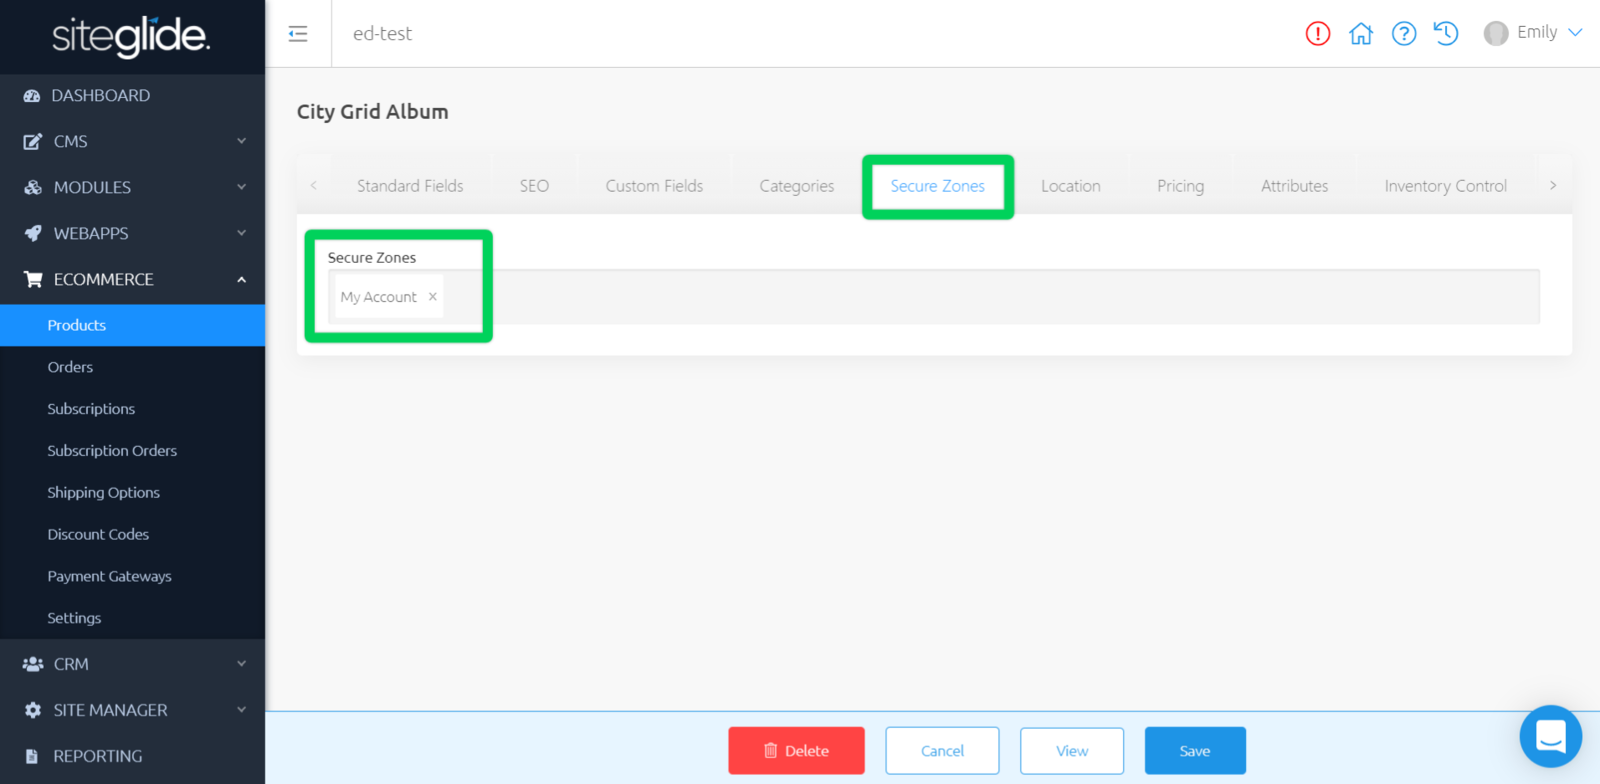 siteglide.
ed-test
Emily
DASHBOARD
CMS
MODULES
WEBAPPS
ECOMMERCE
Products
Orders
Subscriptions
Subscription Orders
Shipping Options
Discount Codes
Payment Gateways
Settings
CRM
SITE MANAGER
REPORTING
City Grid Album
Standard Fields SEO Custom Fields Categories Secure Zones Location Pricing Attributes Inventory Control
Secure Zones
My Account ×
Delete Cancel View Save